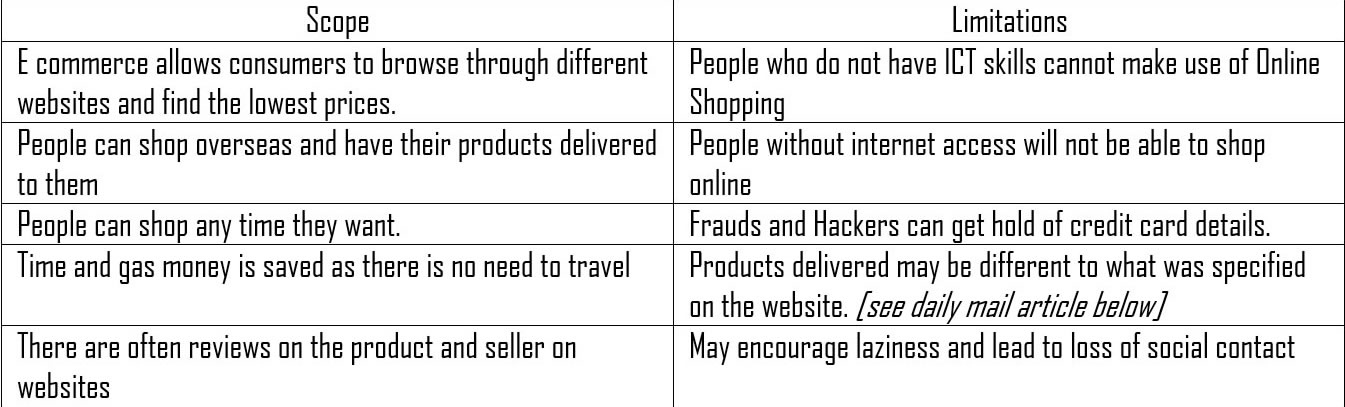 Scope
Limitations
E commerce allows consumers to browse through different
websites and find the lowest prices.
People who do not have ICT skills cannot make use of Online
Shopping
People can shop overseas and have their products delivered
to them
People without internet access will not be able to shop
online
People can shop any time they want.
Frauds and Hackers can get hold of credit card details.
Time and gas money is saved as there is no need to travel
Products delivered may be different to what was specified
on the website. [see daily mail article below]
There are often reviews on the product and seller on
websites
May encourage laziness and lead to loss of social contact